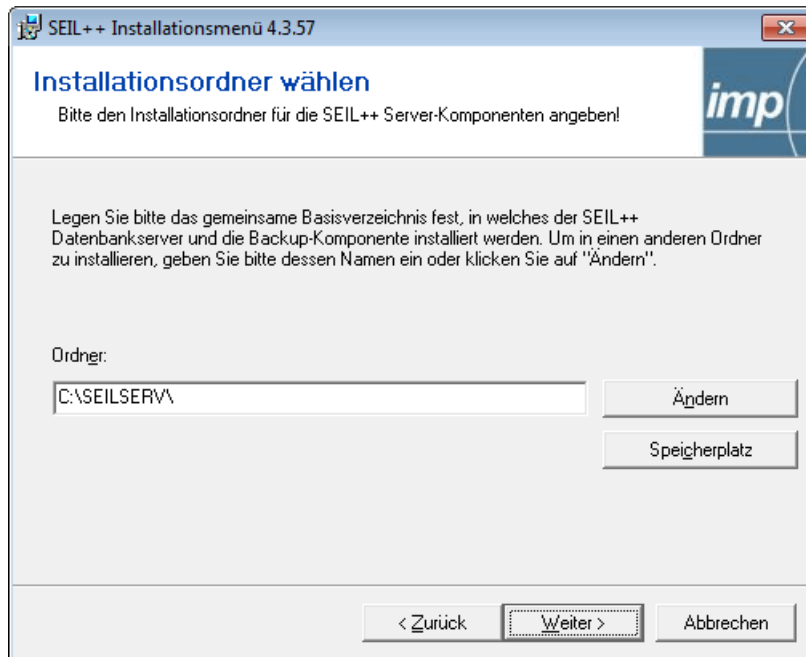 SEIL++ Installationsmenü 4.3.57
Installationsordner wählen
Bitte den Installationsordner für die SEIL++ Server-Komponenten angeben!
imp
Legen Sie bitte das gemeinsame Basisverzeichnis fest, in welches der SEIL++
Datenbankserver und die Backup-Komponente installiert werden. Um in einen anderen Ordner
zu installieren, geben Sie bitte dessen Namen ein oder klicken Sie auf "Ändern".
Ordner:
C:\SEILSERV\
Ändern
Speicherplatz
< Zurück
Weiter >
Abbrechen